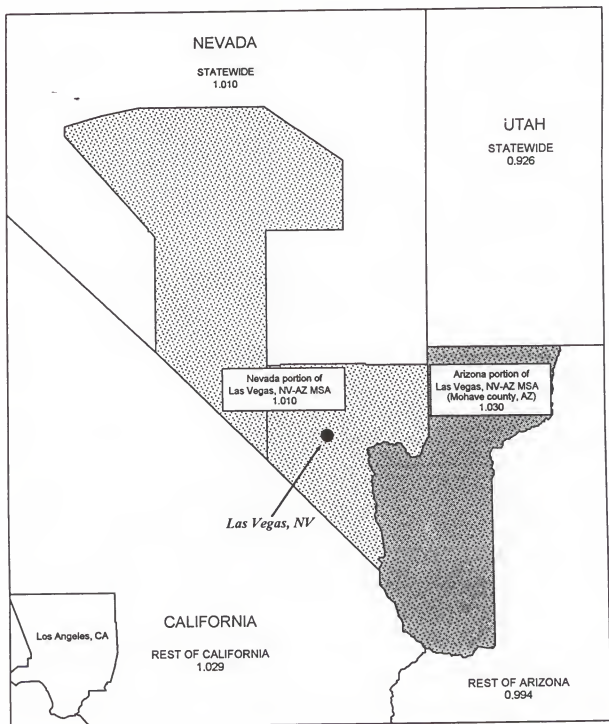 NEVADA
STATEWIDE
1.010
UTAH
STATEWIDE
0.926
Nevada portion of
Las Vegas, NV-AZ MSA
1.010
Arizona portion of
Las Vegas, NV-AZ MSA
(Mohave county, AZ)
1.030
Las Vegas, NV
Los Angeles, CA
CALIFORNIA
REST OF CALIFORNIA
1.029
REST OF ARIZONA
0.994